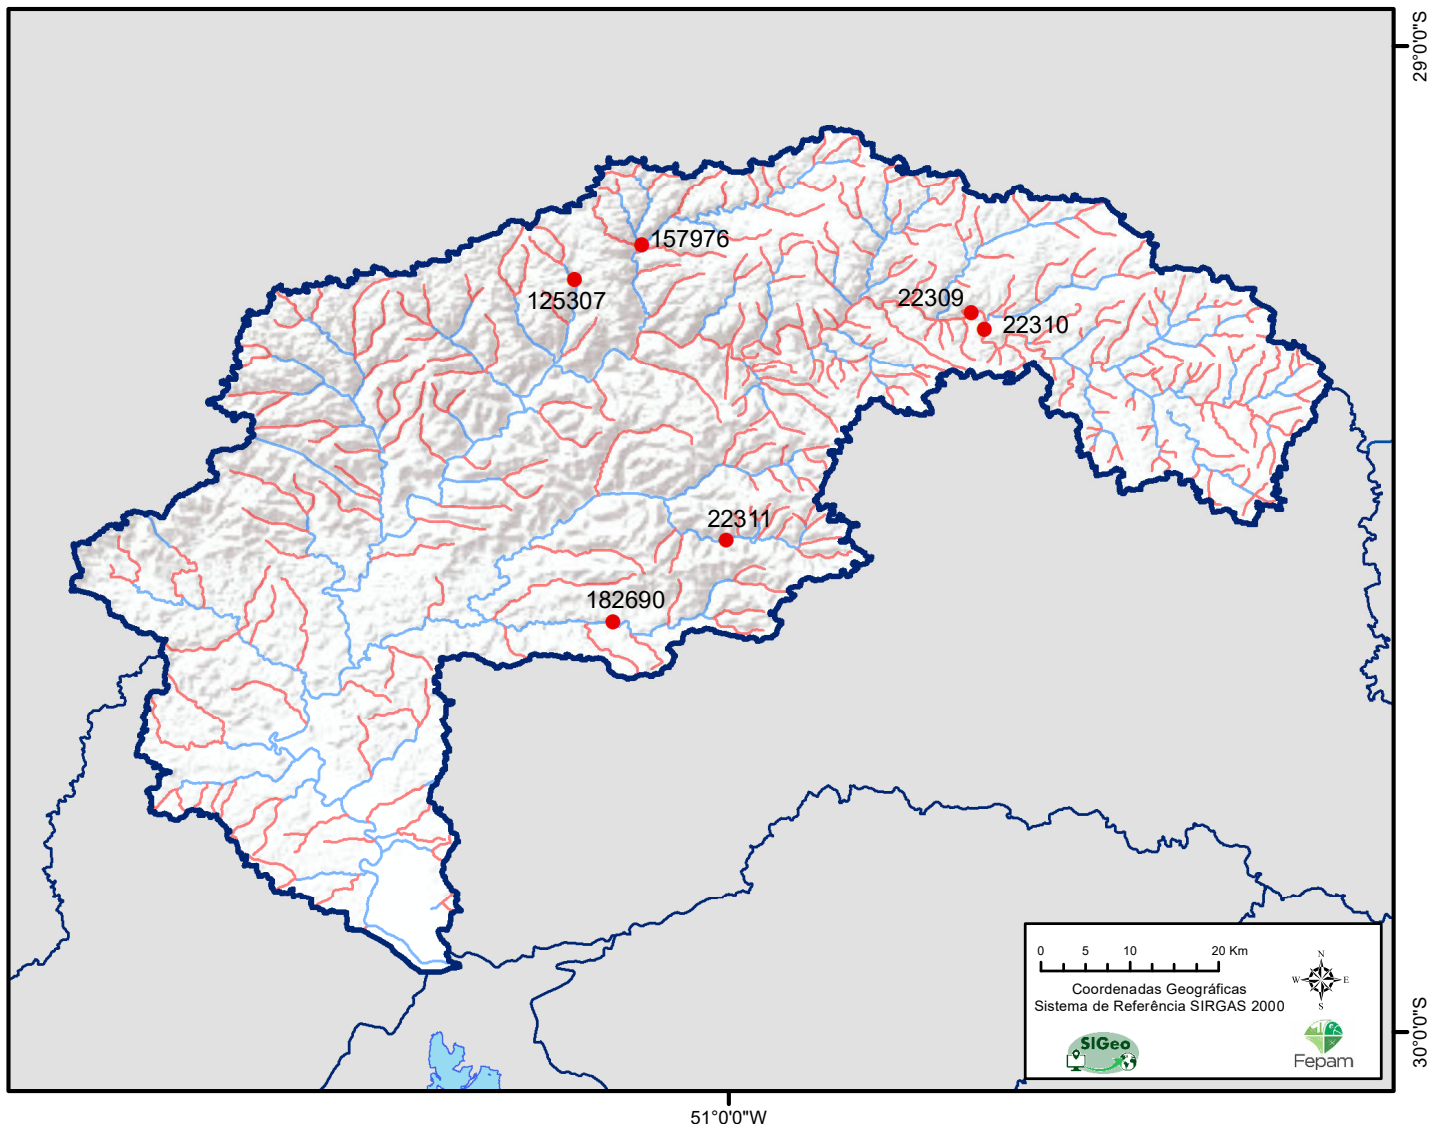 29°0'0"S
157976
125307
22309
22310
22311
182690
0 5 10 20 Km
N
W E
S
Coordenadas Geográficas
Sistema de Referência SIRGAS 2000
SIGeo
Fepam
30°0'0"S
51°0'0"W